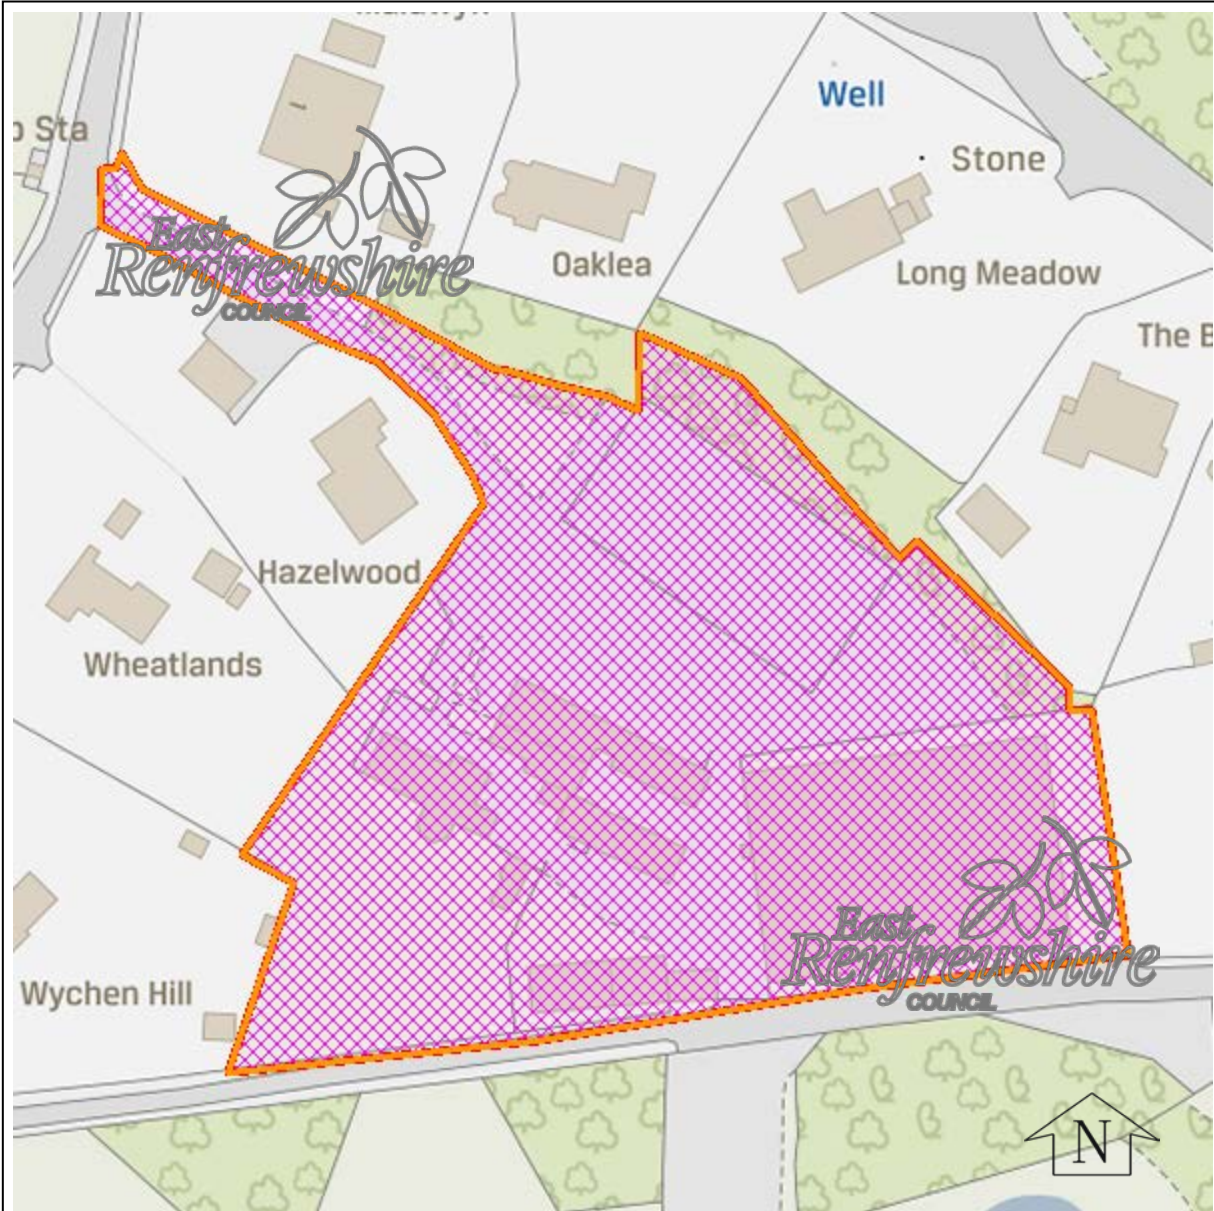 Well
Sta
Stone
East
Renfrewshire
COUNCIL
Oaklea
Long Meadow
The B
Hazelwood
Wheatlands
East
Renfrewshire
COUNCIL
Wychen Hill
N